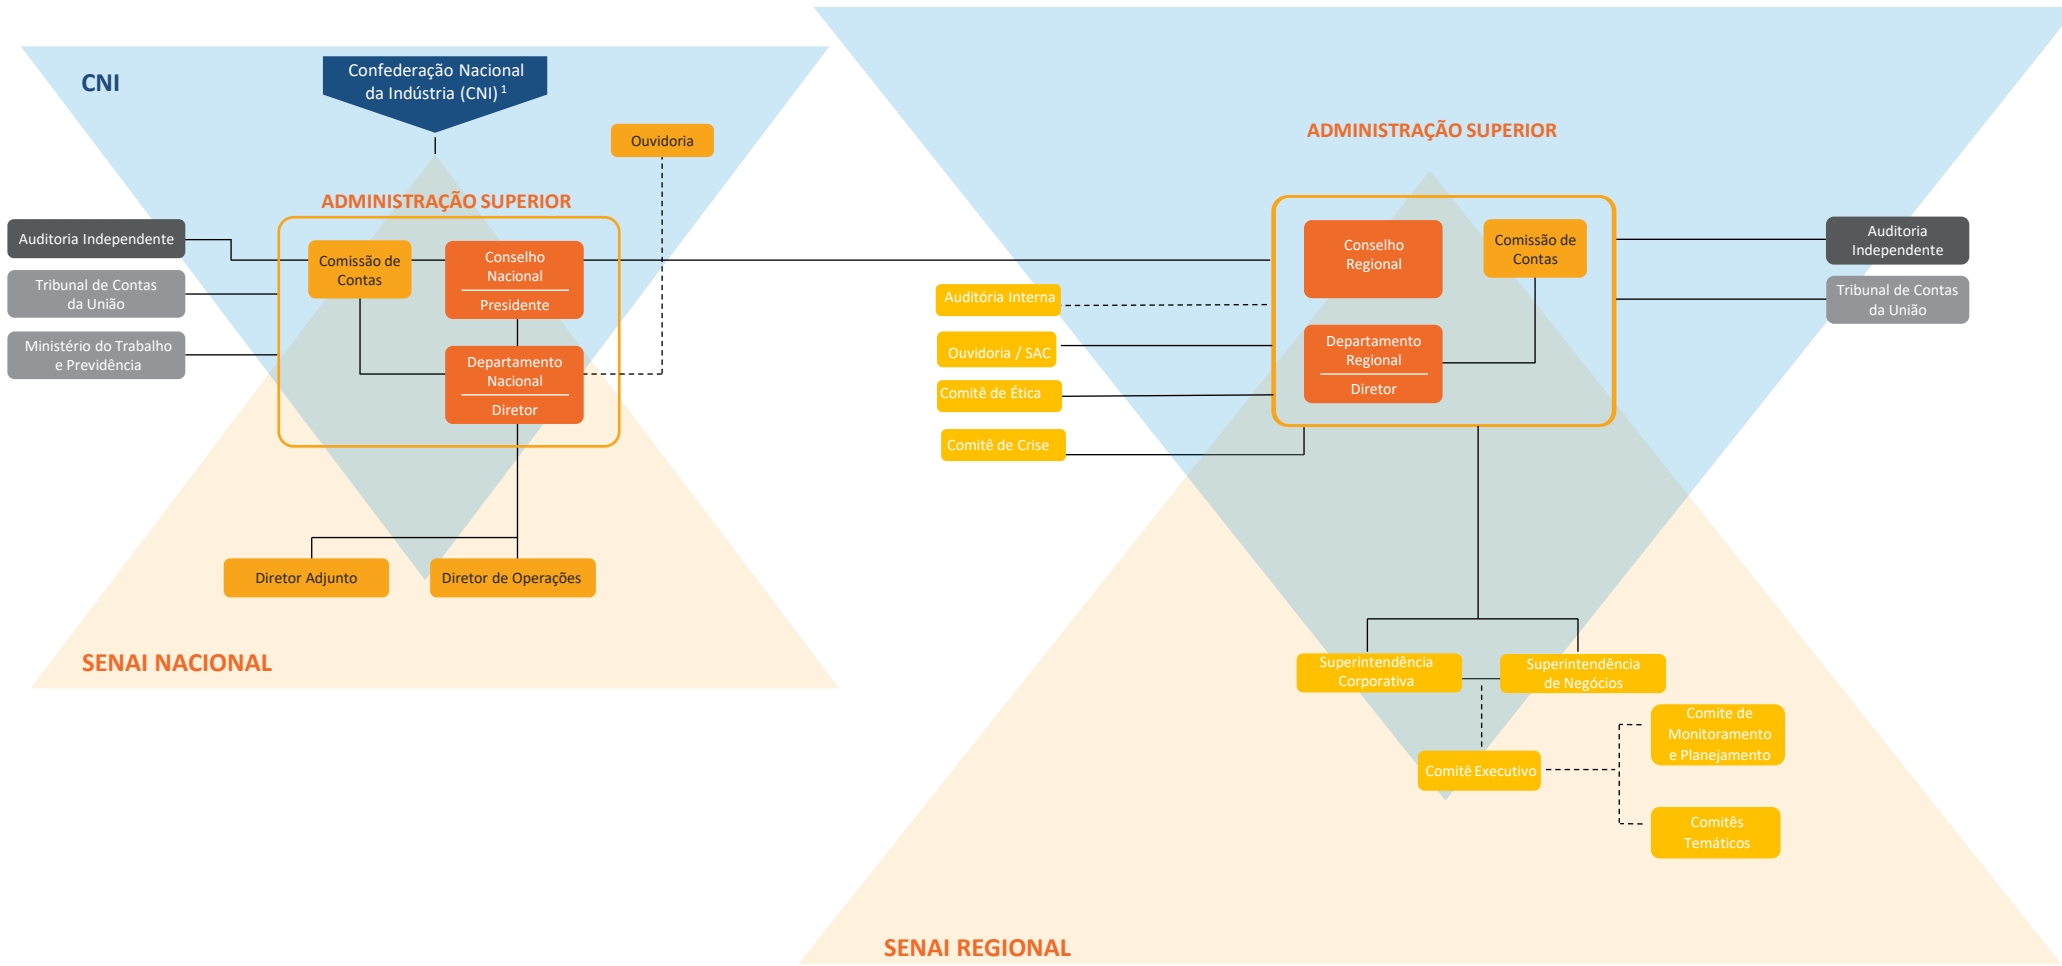 CNI
Confederação Nacional
da Indústria (CNI) 1
Ouvidoria
ADMINISTRAÇÃO SUPERIOR
Auditoria Independente
Tribunal de Contas
da União
Ministério do Trabalho
e Previdência
Comissão de
Contas
Conselho
Nacional
Presidente
Departamento
Nacional
Diretor
Diretor Adjunto
Diretor de Operações
SENAI NACIONAL
ADMINISTRAÇÃO SUPERIOR
Conselho
Regional
Comissão de
Contas
Departamento
Regional
Diretor
Auditória Interna
Ouvidoria / SAC
Comitê de Ética
Comitê de Crise
Auditoria
Independente
Tribunal de Contas
da União
Superintendência
Corporativa
Superintendência
de Negócios
Comitê Executivo
Comite de
Monitoramento
e Planejamento
Comitês
Temáticos
SENAI REGIONAL